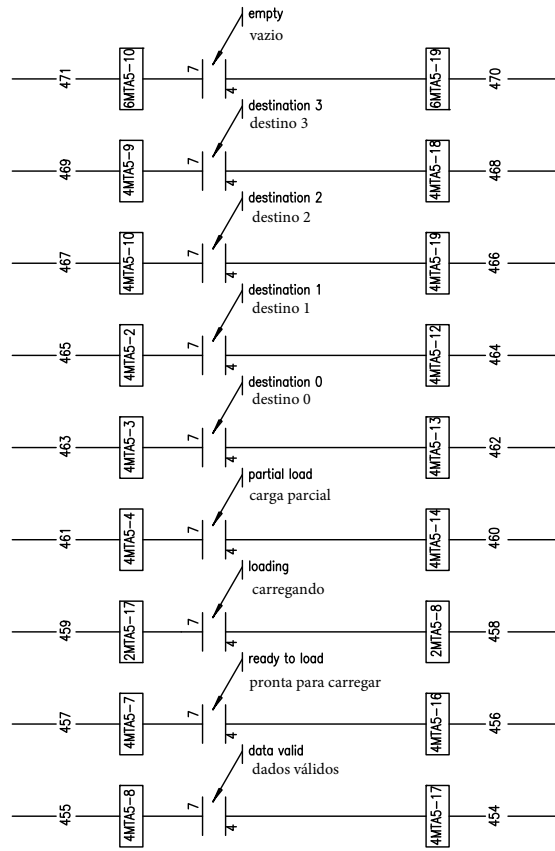 empty
vazio
471
6MTA5-10
7
4
6MTA5-19
470
destination 3
destino 3
469
4MTA5-9
7
4
4MTA5-18
468
destination 2
destino 2
467
4MTA5-10
7
4
4MTA5-19
466
destination 1
destino 1
465
4MTA5-2
7
4
4MTA5-12
464
destination 0
destino 0
463
4MTA5-3
7
4
4MTA5-13
462
partial load
carga parcial
461
4MTA5-4
7
4
4MTA5-14
460
loading
carregando
459
2MTA5-17
7
4
2MTA5-8
458
ready to load
pronta para carregar
457
4MTA5-7
7
4
4MTA5-16
456
data valid
dados válidos
455
4MTA5-8
7
4
4MTA5-17
454